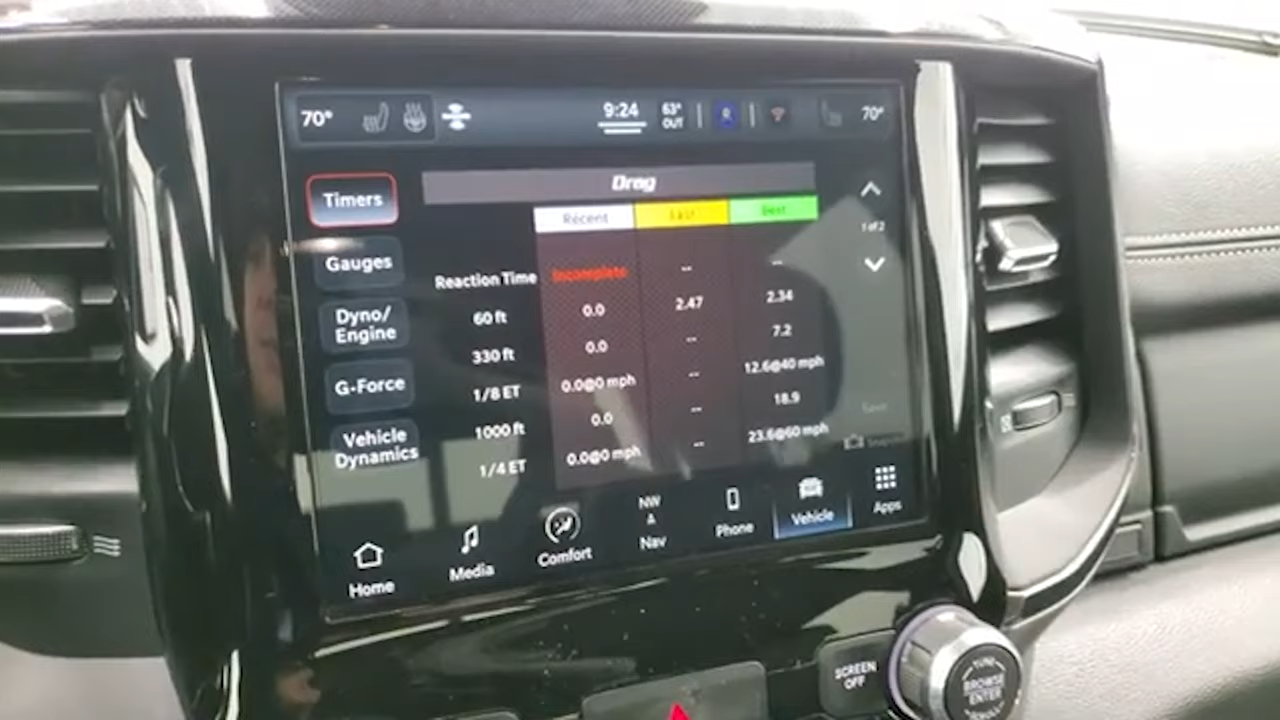 70°
9:24
63°
OUT
70°
Timers
Gauges
Dyno/
Engine
G-Force
Vehicle
Dynamics
Drag
Recent Last Best
Reaction Time Incomplete -- --
60 ft 0.0 2.47 2.34
330 ft 0.0 -- 7.2
1/8 ET 0.0@0 mph -- 12.6@40 mph
1000 ft 0.0 -- 18.9
1/4 ET 0.0@0 mph -- 23.6@60 mph
1 of 2
Save
Snapshot
Home
Media
Comfort
NW
Nav
Phone
Vehicle
Apps
SCREEN
OFF
TUNE
BROWSE
ENTER